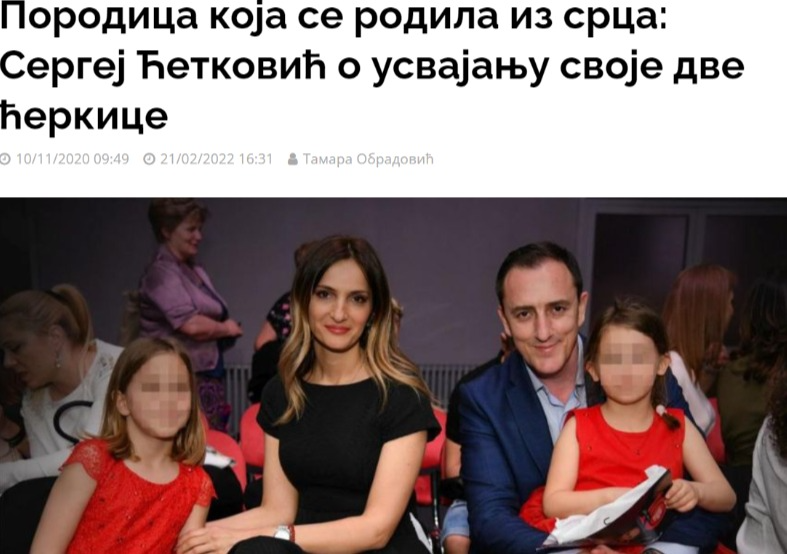 Породица која се родила из срца:
Сергеј Ћетковић о усвајању своје две
ћеркице
10/11/2020 09:49 21/02/2022 16:31 Тамара Обрадовић